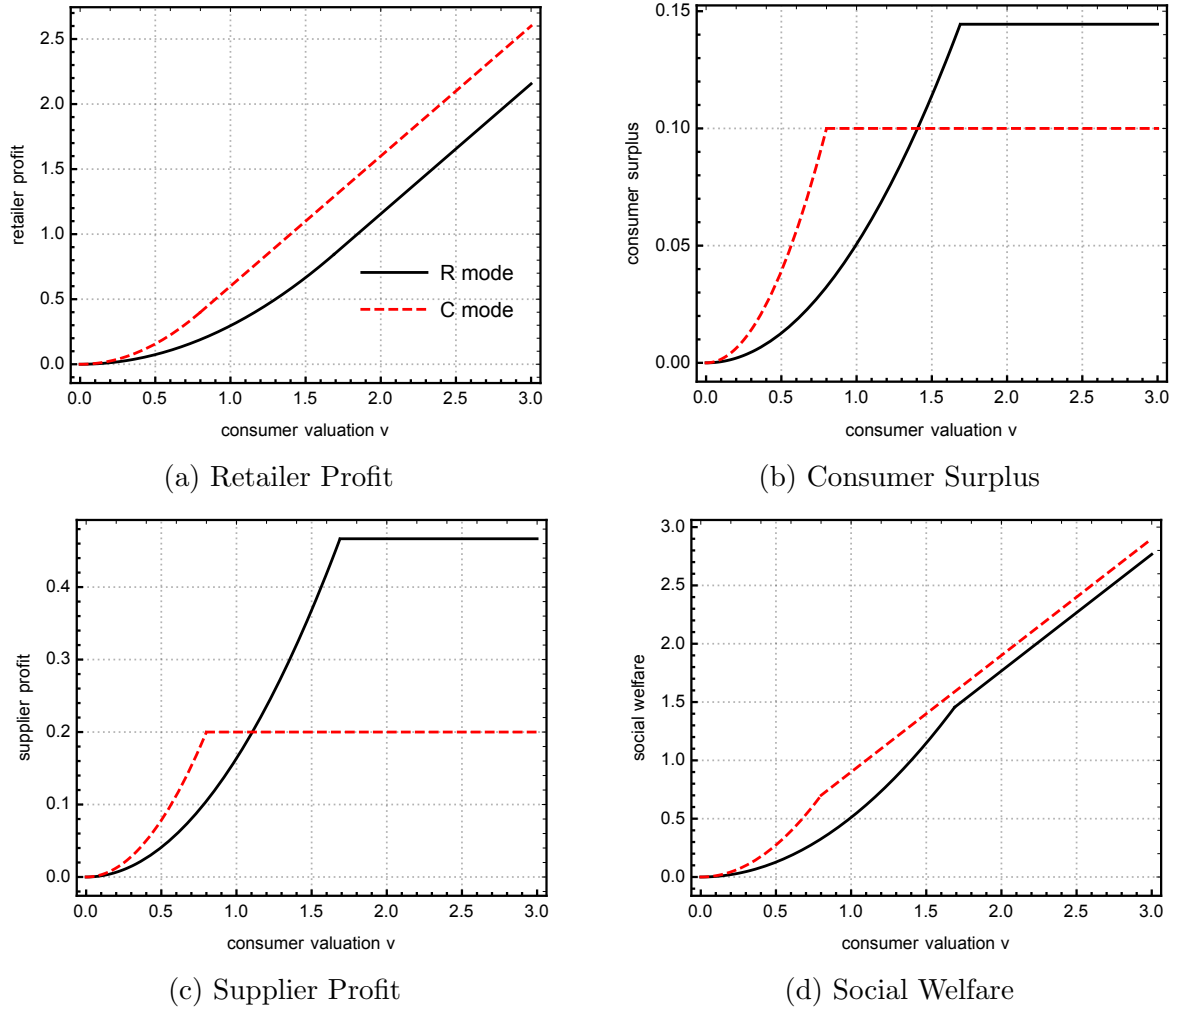 retailer profit
2.5
2.0
1.5
1.0
0.5
0.0
R mode
C mode
0.0 0.5 1.0 1.5 2.0 2.5 3.0
consumer valuation v
(a) Retailer Profit
consumer surplus
0.15
0.10
0.05
0.00
0.0 0.5 1.0 1.5 2.0 2.5 3.0
consumer valuation v
(b) Consumer Surplus
supplier profit
0.4
0.3
0.2
0.1
0.0
0.0 0.5 1.0 1.5 2.0 2.5 3.0
consumer valuation v
(c) Supplier Profit
social welfare
3.0
2.5
2.0
1.5
1.0
0.5
0.0
0.0 0.5 1.0 1.5 2.0 2.5 3.0
consumer valuation v
(d) Social Welfare